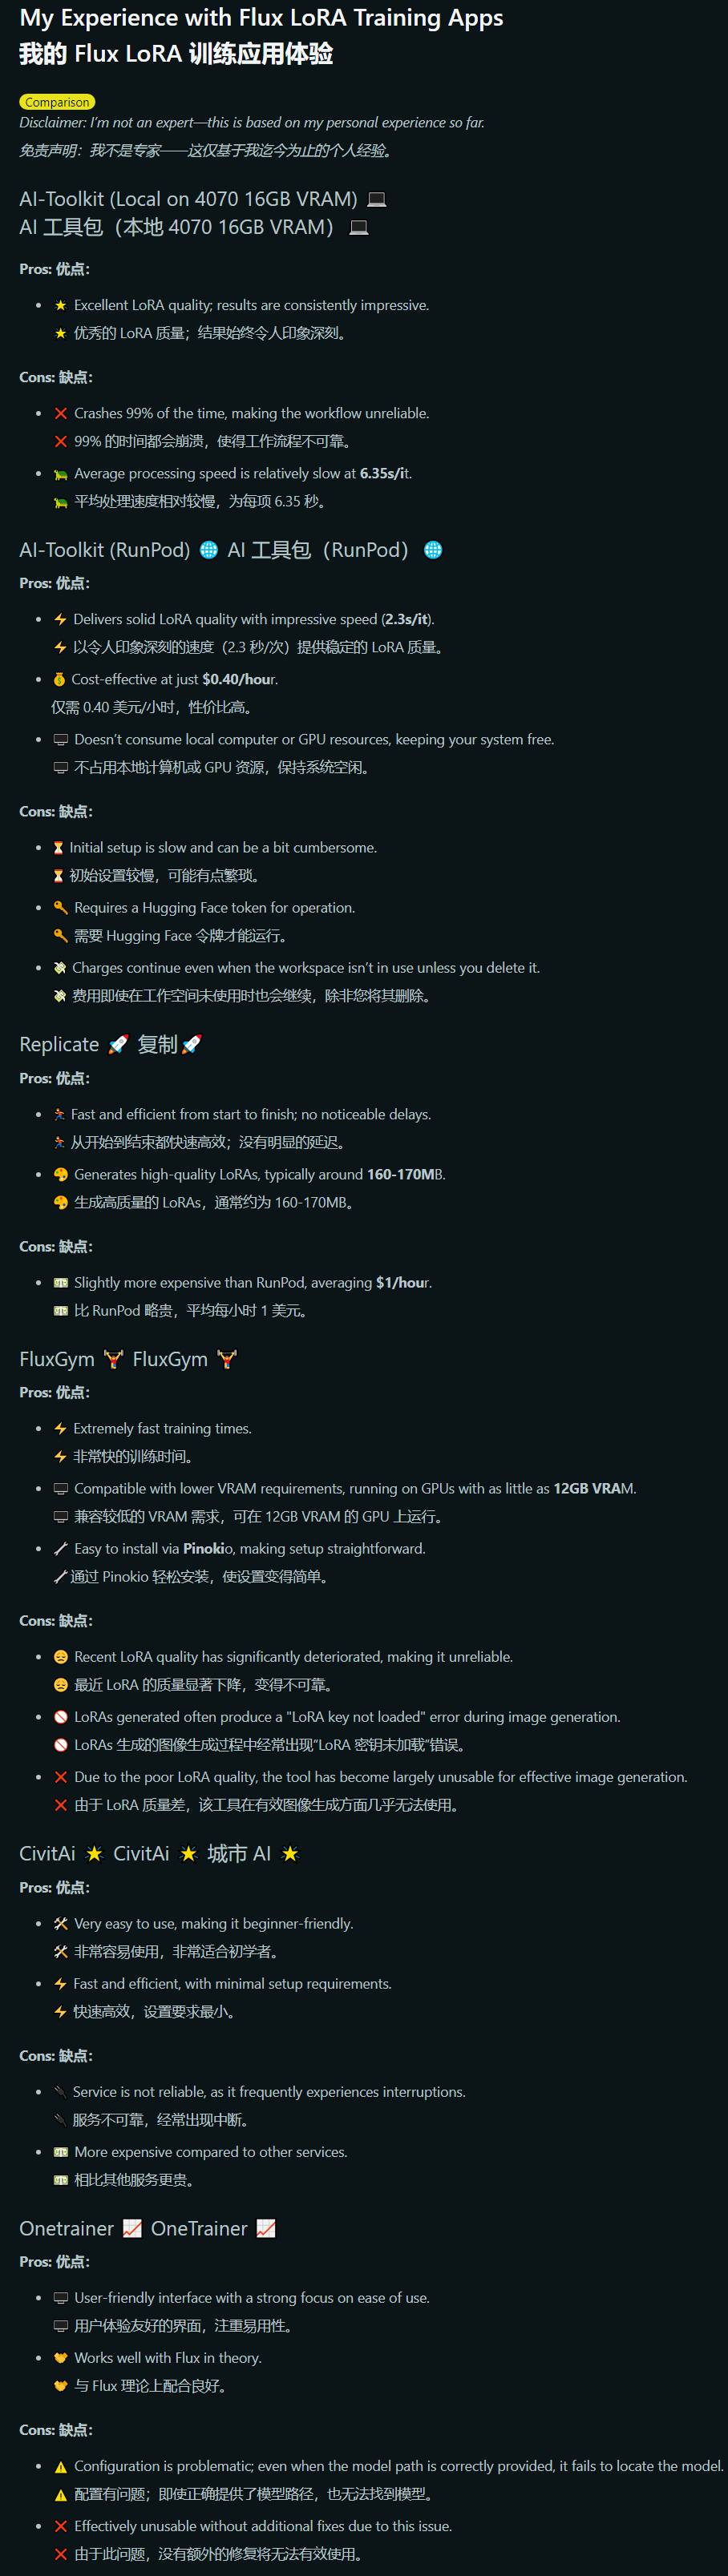 My Experience with Flux LoRA Training Apps
我的 Flux LoRA 训练应用体验
Comparison
Disclaimer: I'm not an expert—this is based on my personal experience so far.
免责声明：我不是专家——这仅基于我迄今为止的个人经验。
AI-Toolkit (Local on 4070 16GB VRAM) 💻
AI 工具包（本地 4070 16GB VRAM） 💻
Pros: 优点：
• 🌟 Excellent LoRA quality; results are consistently impressive.
🌟 优秀的 LoRA 质量；结果始终令人印象深刻。
Cons: 缺点：
• ❌ Crashes 99% of the time, making the workflow unreliable.
❌ 99% 的时间都会崩溃，使得工作流程不可靠。
• 🐢 Average processing speed is relatively slow at 6.35s/it.
🐢 平均处理速度相对较慢，为每项 6.35 秒。
AI-Toolkit (RunPod) 🌐 AI 工具包（RunPod） 🌐
Pros: 优点：
• ⚡ Delivers solid LoRA quality with impressive speed (2.3s/it).
⚡ 以令人印象深刻的速度（2.3 秒/次）提供稳定的 LoRA 质量。
• 💰 Cost-effective at just $0.40/hour.
仅需 0.40 美元/小时，性价比高。
• 🖥️ Doesn't consume local computer or GPU resources, keeping your system free.
🖥️ 不占用本地计算机或 GPU 资源，保持系统空闲。
Cons: 缺点：
• ⏳ Initial setup is slow and can be a bit cumbersome.
⏳ 初始设置较慢，可能有点繁琐。
• 🔑 Requires a Hugging Face token for operation.
🔑 需要 Hugging Face 令牌才能运行。
• 💸 Charges continue even when the workspace isn't in use unless you delete it.
💸 费用即使在工作空间未使用时也会继续，除非您将其删除。
Replicate 🚀 复制🚀
Pros: 优点：
• 🏃 Fast and efficient from start to finish; no noticeable delays.
🏃 从开始到结束都快速高效；没有明显的延迟。
• 🎨 Generates high-quality LoRAs, typically around 160-170MB.
🎨 生成高质量的 LoRAs，通常约为 160-170MB。
Cons: 缺点：
• 💵 Slightly more expensive than RunPod, averaging $1/hour.
💵 比 RunPod 略贵，平均每小时 1 美元。
FluxGym 🏋️ FluxGym 🏋️
Pros: 优点：
• ⚡ Extremely fast training times.
⚡ 非常快的训练时间。
• 🖥️ Compatible with lower VRAM requirements, running on GPUs with as little as 12GB VRAM.
🖥️ 兼容较低的 VRAM 需求，可在 12GB VRAM 的 GPU 上运行。
• 🔧 Easy to install via Pinokio, making setup straightforward.
🔧 通过 Pinokio 轻松安装，使设置变得简单。
Cons: 缺点：
• 😞 Recent LoRA quality has significantly deteriorated, making it unreliable.
😞 最近 LoRA 的质量显著下降，变得不可靠。
• 🚫 LoRAs generated often produce a "LoRA key not loaded" error during image generation.
🚫 LoRAs 生成的图像生成过程中经常出现“LoRA 密钥未加载”错误。
• ❌ Due to the poor LoRA quality, the tool has become largely unusable for effective image generation.
❌ 由于 LoRA 质量差，该工具在有效图像生成方面几乎无法使用。
CivitAi 🌟 CivitAi 🌟 城市 AI 🌟
Pros: 优点：
• 🛠️ Very easy to use, making it beginner-friendly.
🛠️ 非常容易使用，非常适合初学者。
• ⚡ Fast and efficient, with minimal setup requirements.
⚡ 快速高效，设置要求最小。
Cons: 缺点：
• 🔌 Service is not reliable, as it frequently experiences interruptions.
🔌 服务不可靠，经常出现中断。
• 💵 More expensive compared to other services.
💵 相比其他服务更贵。
Onetrainer 📈 OneTrainer 📈
Pros: 优点：
• 🖥️ User-friendly interface with a strong focus on ease of use.
🖥️ 用户体验友好的界面，注重易用性。
• 🤝 Works well with Flux in theory.
🤝 与 Flux 理论上配合良好。
Cons: 缺点：
• ⚠️ Configuration is problematic; even when the model path is correctly provided, it fails to locate the model.
⚠️ 配置有问题；即使正确提供了模型路径，也无法找到模型。
• ❌ Effectively unusable without additional fixes due to this issue.
❌ 由于此问题，没有额外的修复将无法有效使用。